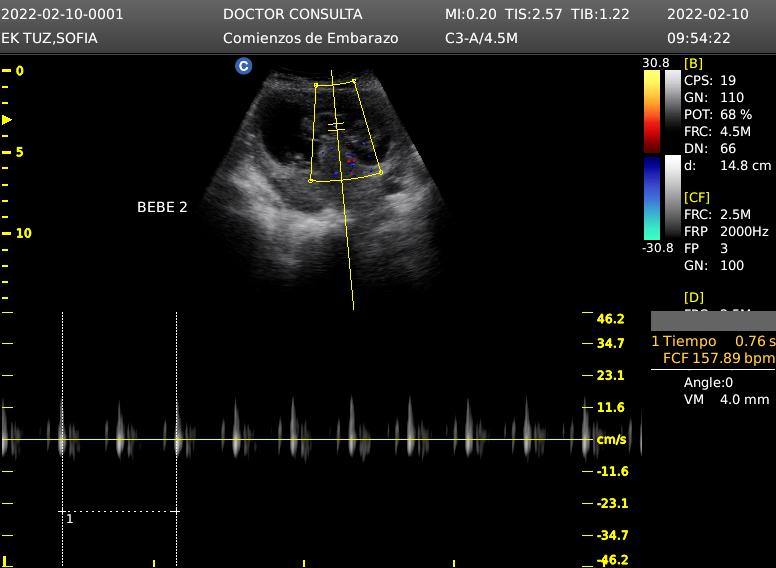 2022-02-10-0001 DOCTOR CONSULTA MI:0.20 TIS:2.57 TIB:1.22 2022-02-10
EK TUZ,SOFIA Comienzos de Embarazo C3-A/4.5M 09:54:22
C
0
5
10
BEBE 2
30.8
-30.8
[B]
CPS: 19
GN: 110
POT: 68 %
FRC: 4.5M
DN: 66
d: 14.8 cm
[CF]
FRC: 2.5M
FRP 2000Hz
FP 3
GN: 100
[D]
1 Tiempo 0.76 s
FCF 157.89 bpm
Angle:0
VM 4.0 mm
46.2
34.7
23.1
11.6
cm/s
-11.6
-23.1
-34.7
-46.2
1